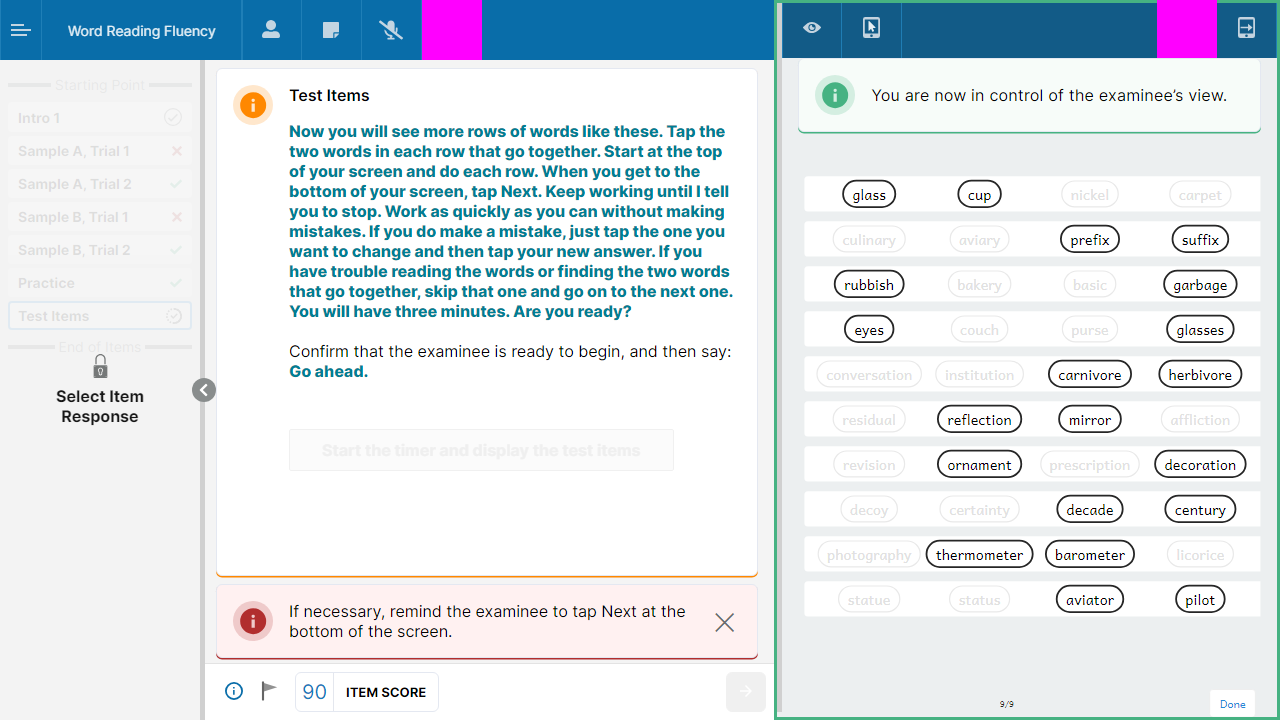 Word Reading Fluency
Starting Point
Intro 1
Sample A, Trial 1
Sample A, Trial 2
Sample B, Trial 1
Sample B, Trial 2
Practice
Test Items
End of Items
Select Item
Response
Test Items
Now you will see more rows of words like these. Tap the
two words in each row that go together. Start at the top
of your screen and do each row. When you get to the
bottom of your screen, tap Next. Keep working until I tell
you to stop. Work as quickly as you can without making
mistakes. If you do make a mistake, just tap the one you
want to change and then tap your new answer. If you
have trouble reading the words or finding the two words
that go together, skip that one and go on to the next one.
You will have three minutes. Are you ready?
Confirm that the examinee is ready to begin, and then say:
Go ahead.
Start the timer and display the test items
If necessary, remind the examinee to tap Next at the
bottom of the screen.
90 ITEM SCORE
You are now in control of the examinee’s view.
glass cup nickel carpet
culinary aviary prefix suffix
rubbish bakery basic garbage
eyes couch purse glasses
conversation institution carnivore herbivore
residual reflection mirror affliction
revision ornament prescription decoration
decoy certainty decade century
photography thermometer barometer licorice
statue status aviator pilot
9/9
Done